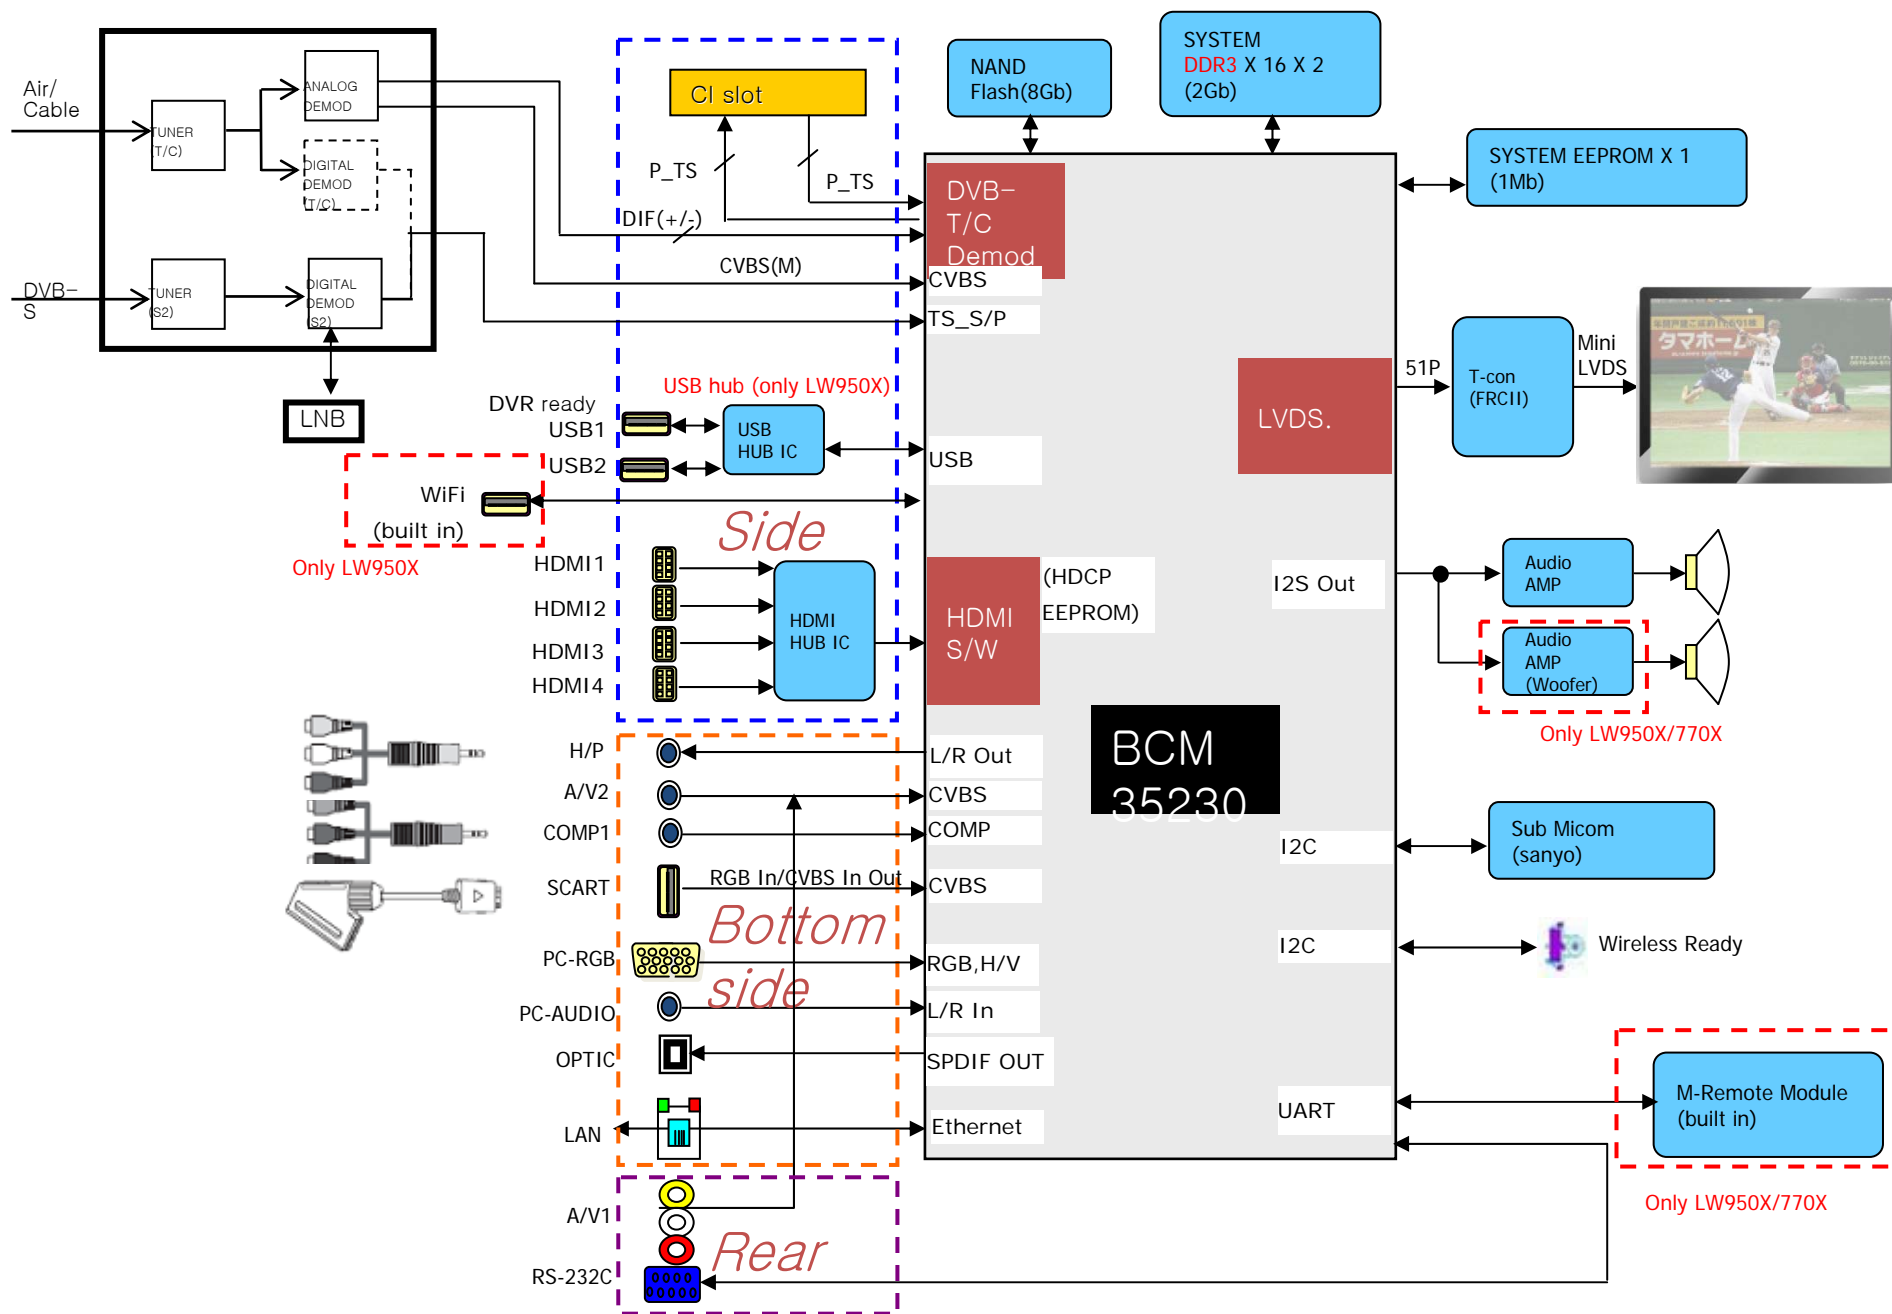 Air/
Cable
DVB-
S
TUNER
(T/C)
ANALOG
DEMOD
DIGITAL
DEMOD
(T/C)
TUNER
(S2)
DIGITAL
DEMOD
(S2)
LNB
CI slot
P_TS
P_TS
DIF(+/-)
CVBS(M)
NAND
Flash(8Gb)
SYSTEM
DDR3 X 16 X 2
(2Gb)
SYSTEM EEPROM X 1
(1Mb)
DVB-
T/C
Demod
CVBS
TS_S/P
USB hub (only LW950X)
DVR ready
USB1
USB2
USB
HUB IC
USB
WiFi
(built in)
Only LW950X
Side
HDMI1
HDMI2
HDMI3
HDMI4
HDMI
HUB IC
HDMI
S/W
(HDCP
EEPROM)
LVDS.
51P
T-con
(FRCII)
Mini
LVDS
タマホーム
I2S Out
Audio
AMP
Audio
AMP
(Woofer)
Only LW950X/770X
BCM
35230
H/P
A/V2
COMP1
SCART
PC-RGB
PC-AUDIO
OPTIC
LAN
RGB In/CVBS In Out
Bottom
side
L/R Out
CVBS
COMP
CVBS
RGB,H/V
L/R In
SPDIF OUT
Ethernet
I2C
Sub Micom
(sanyo)
I2C
Wireless Ready
UART
M-Remote Module
(built in)
Only LW950X/770X
A/V1
RS-232C
Rear